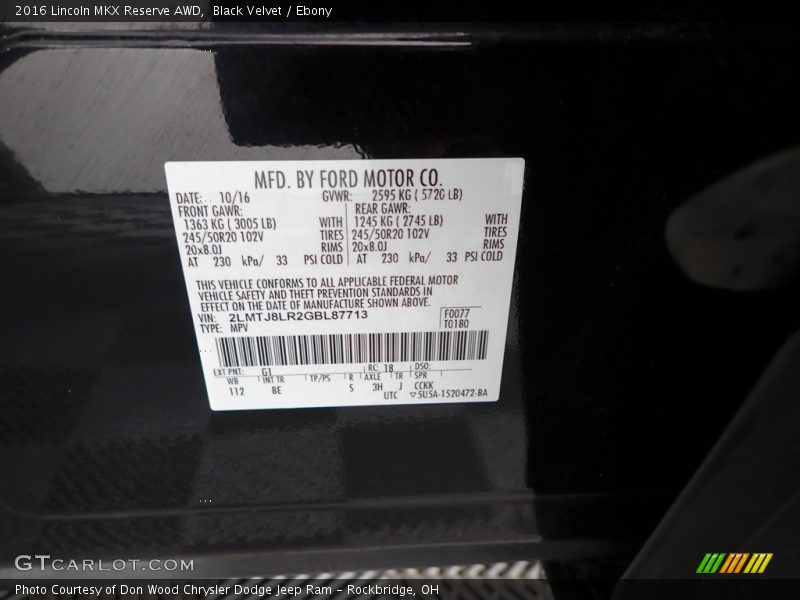 2016 Lincoln MKX Reserve AWD, Black Velvet / Ebony
MFD. BY FORD MOTOR CO.
DATE: 10/16 GVWR: 2595 KG ( 5720 LB)
FRONT GAWR: REAR GAWR:
1363 KG ( 3005 LB) WITH 1245 KG ( 2745 LB) WITH
245/50R20 102V TIRES 245/50R20 102V TIRES
20x8.0J RIMS 20x8.0J RIMS
AT 230 kPa/ 33 PSI COLD AT 230 kPa/ 33 PSI COLD
THIS VEHICLE CONFORMS TO ALL APPLICABLE FEDERAL MOTOR
VEHICLE SAFETY AND THEFT PREVENTION STANDARDS IN
EFFECT ON THE DATE OF MANUFACTURE SHOWN ABOVE.
VIN: 2LMTJ8LR2GBL87713 F0077
TYPE: MPV T0180
EXT PNT: G1 RC: 18 DSO:
WB INT TR TP/PS R AXLE TR SPR
112 BE S 3H J CCKK
UTC ▽5U5A-1520472-BA
GTCARLOT.COM
Photo Courtesy of Don Wood Chrysler Dodge Jeep Ram – Rockbridge, OH